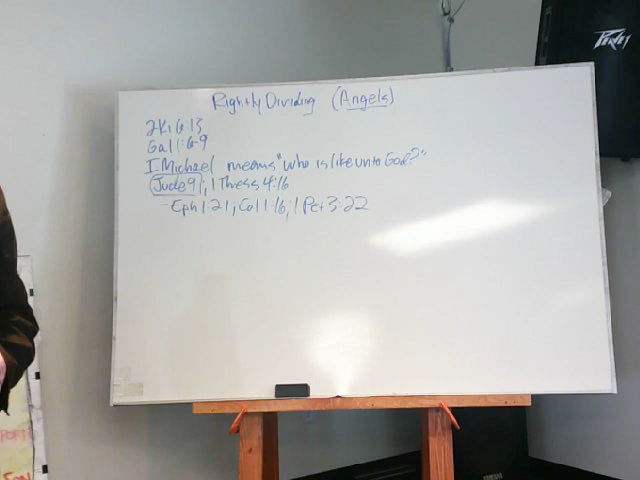 Rightly Dividing (Angels)
2Ki 6:13
Gal 1:6-9
I Michael means "who is like unto God?"
Jude 9, 1 Thess 4:16
-Eph 1:21, Col 1:16, 1 Pet 3:22
PEAVEY